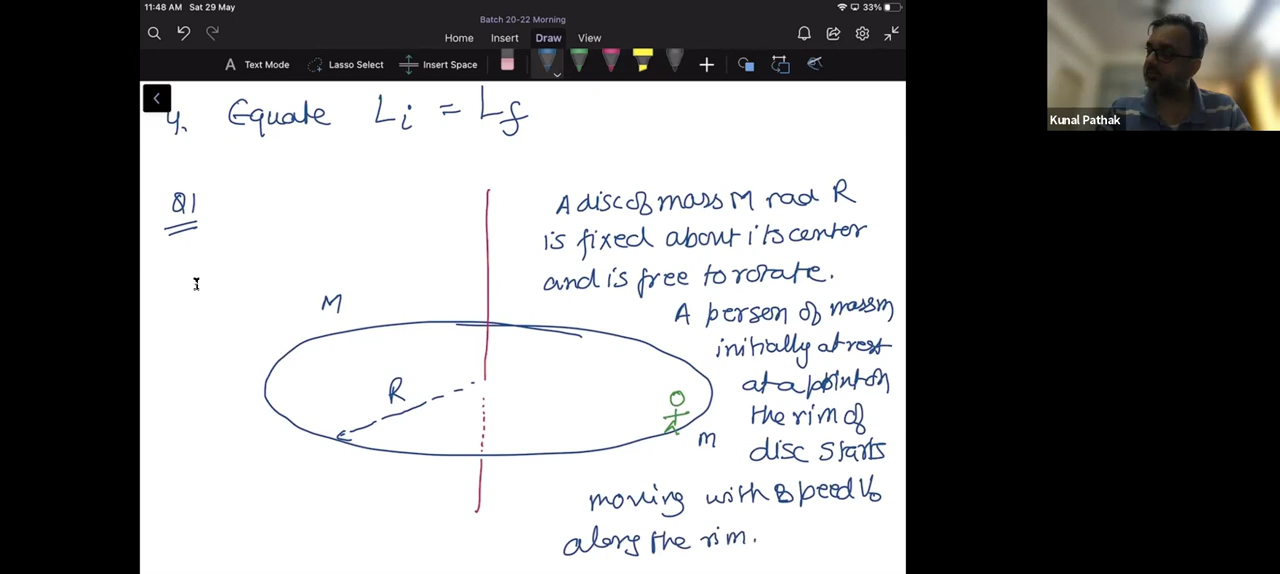 11:48 AM Sat 29 May
33%
Batch 20-22 Morning
Home Insert Draw View
Text Mode Lasso Select Insert Space
4. Equate Li = Lf
Q1
A disc of mass M rad R
is fixed about its center
and is free to rotate.
A person of mass m
initially at rest
at a point on
the rim of
disc starts
moving with speed V₀
along the rim.
M
R
m
Kunal Pathak